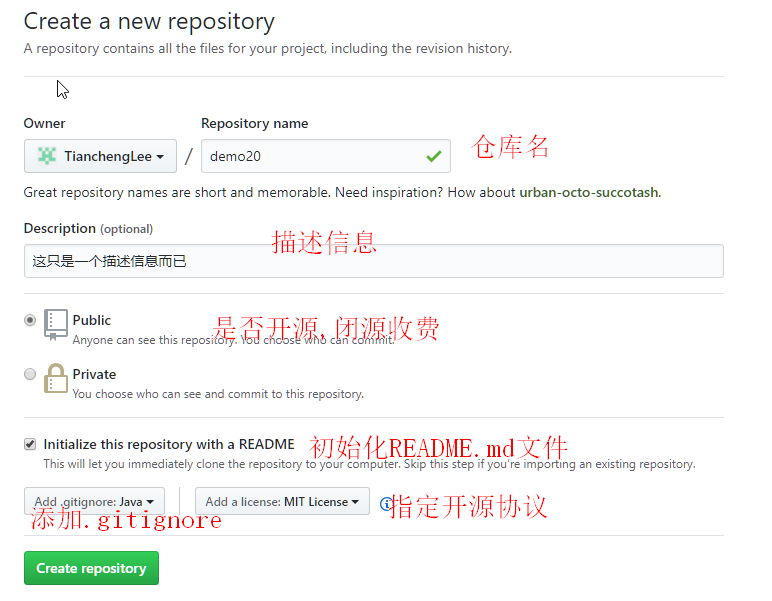 Create a new repository
A repository contains all the files for your project, including the revision history.
Owner
Repository name
TianchengLee / demo20
仓库名
Great repository names are short and memorable. Need inspiration? How about urban-octo-succotash.
Description (optional)
描述信息
这只是一个描述信息而已
Public
是否开源,闭源收费
Anyone can see this repository. You choose who can commit.
Private
You choose who can see and commit to this repository.
Initialize this repository with a README
初始化README.md文件
This will let you immediately clone the repository to your computer. Skip this step if you're importing an existing repository.
Add .gitignore: Java
Add a license: MIT License
指定开源协议
添加.gitignore
Create repository